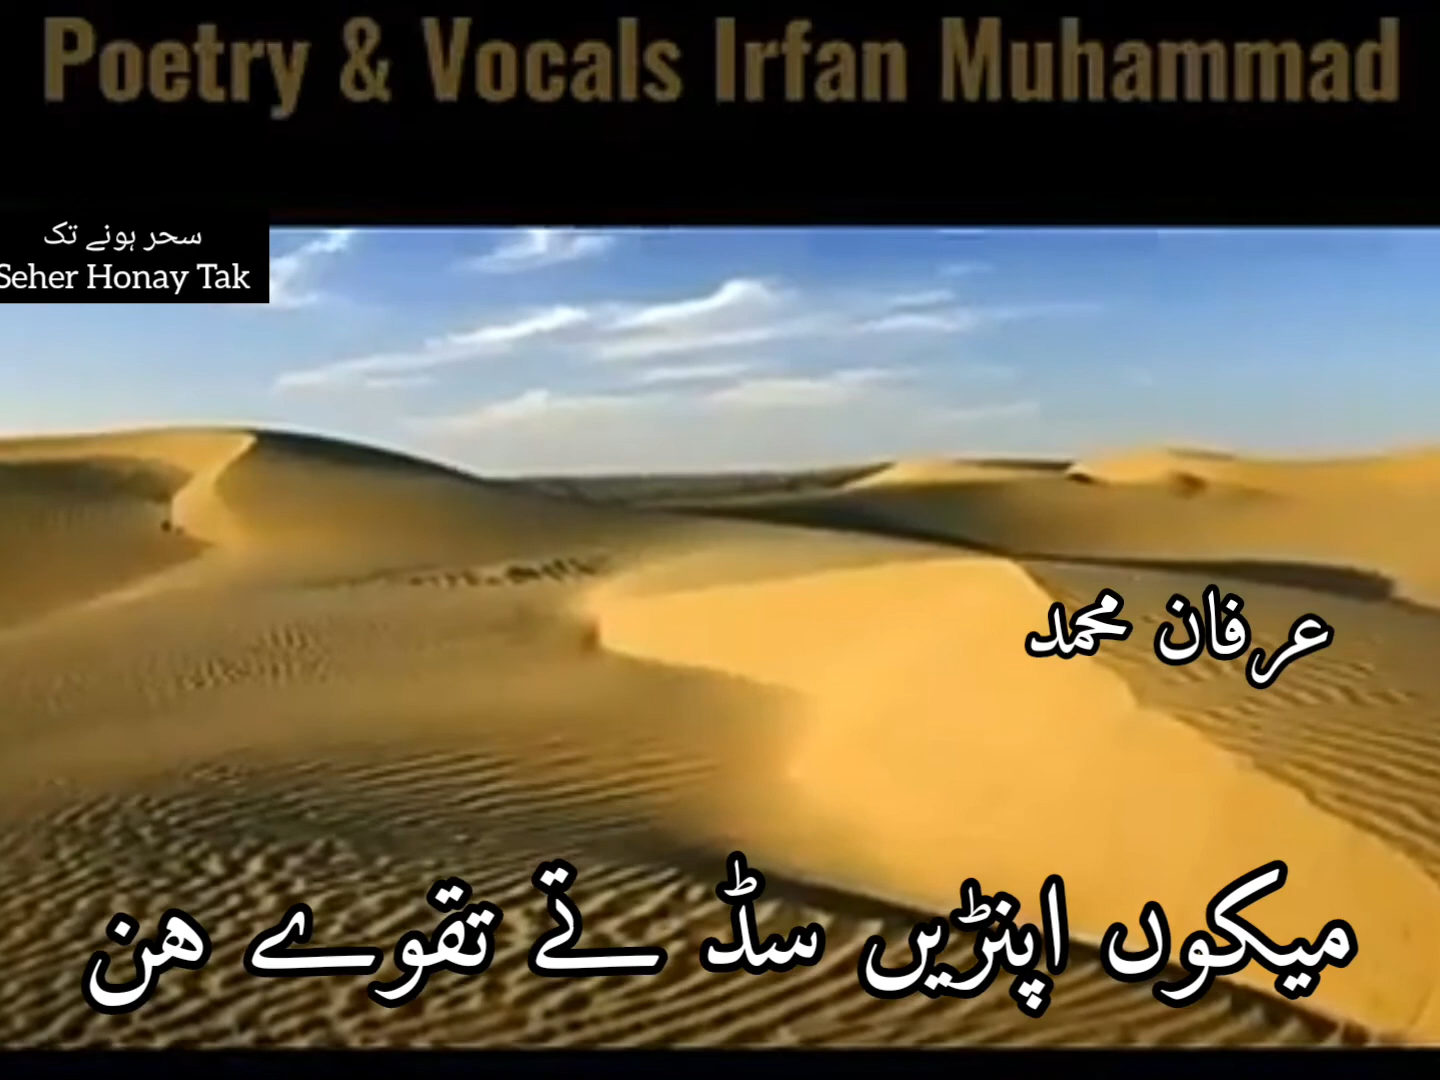 Poetry & Vocals Irfan Muhammad
سحر ہونے تک
Seher Honay Tak
عرفان محمد
میکوں اپنڑیں سڈ تے تقوے ھن